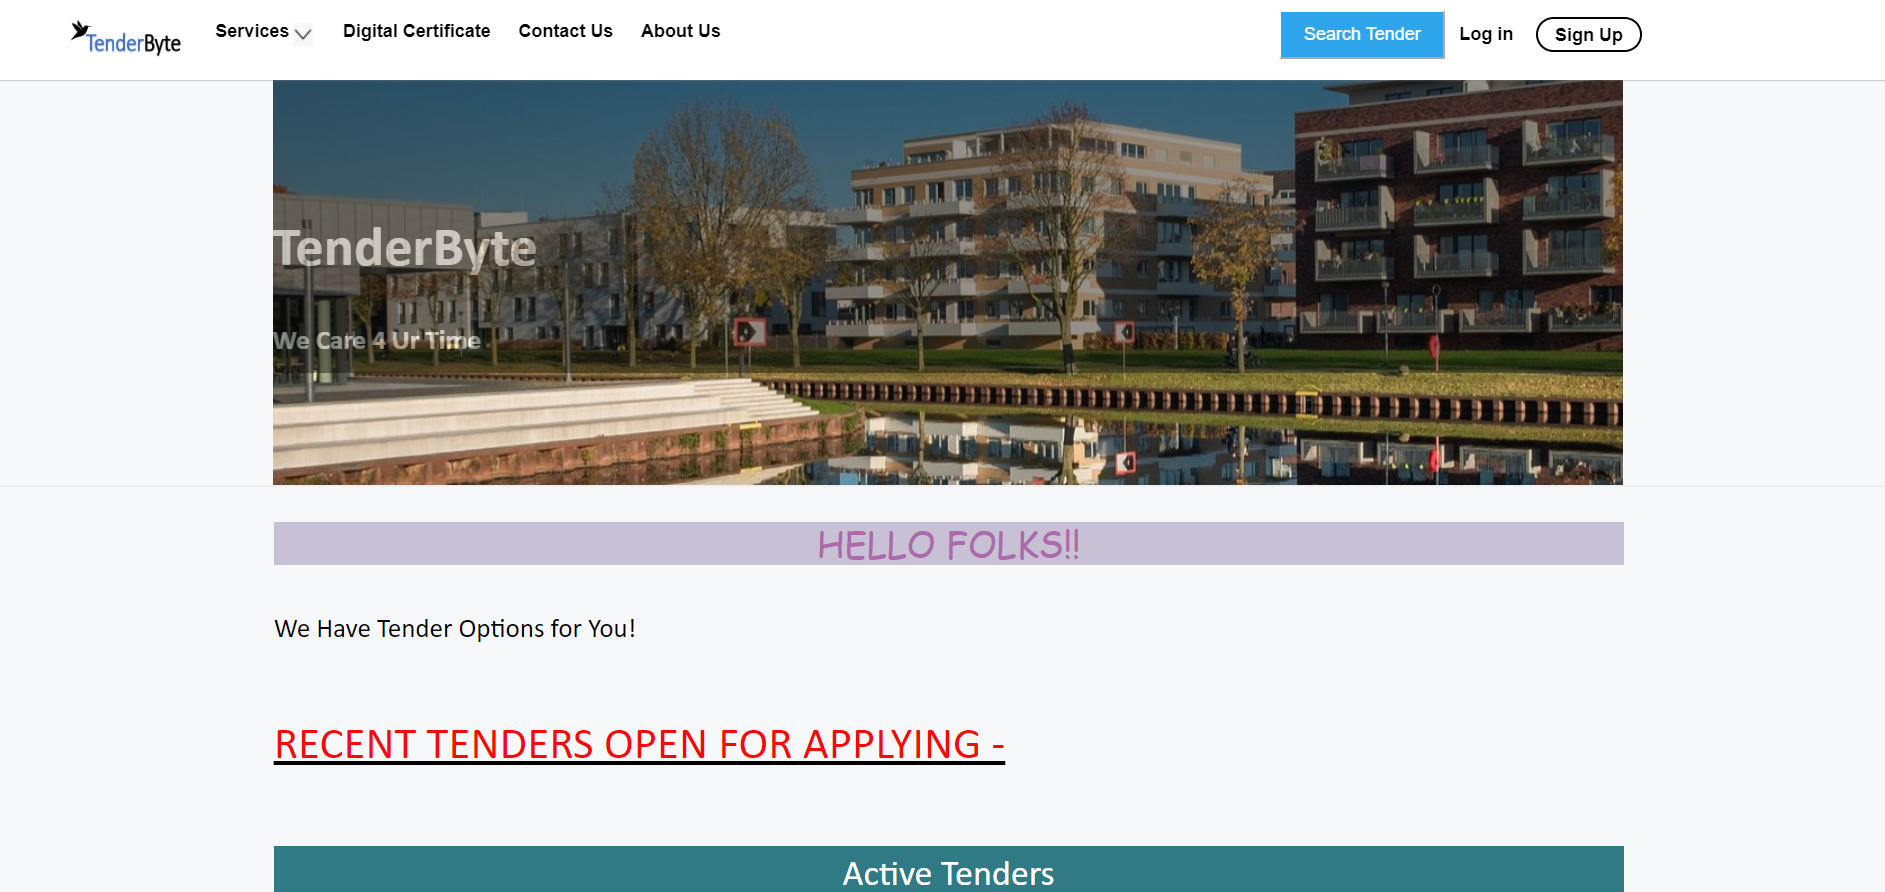 TenderByte
Services
Digital Certificate
Contact Us
About Us
Search Tender
Log in
Sign Up
TenderByte
We Care 4 Ur Time
HELLO FOLKS!!
We Have Tender Options for You!
RECENT TENDERS OPEN FOR APPLYING -
Active Tenders